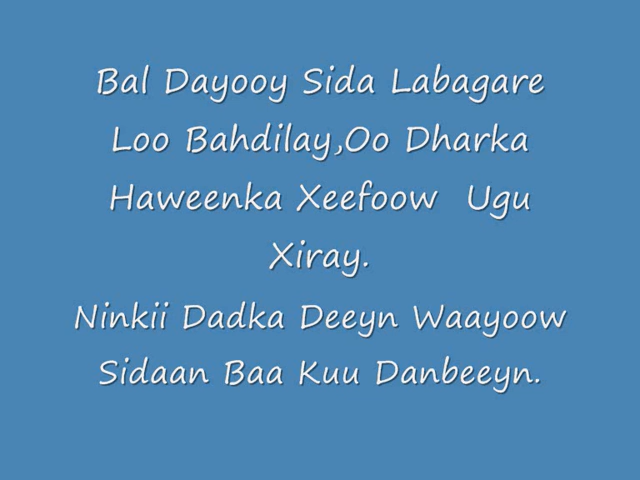 Bal Dayooy Sida Labagare
Loo Bahdilay,Oo Dharka
Haweenka Xeefoow Ugu
Xiray.
Ninkii Dadka Deeyn Waayoow
Sidaan Baa Kuu Danbeeyn.